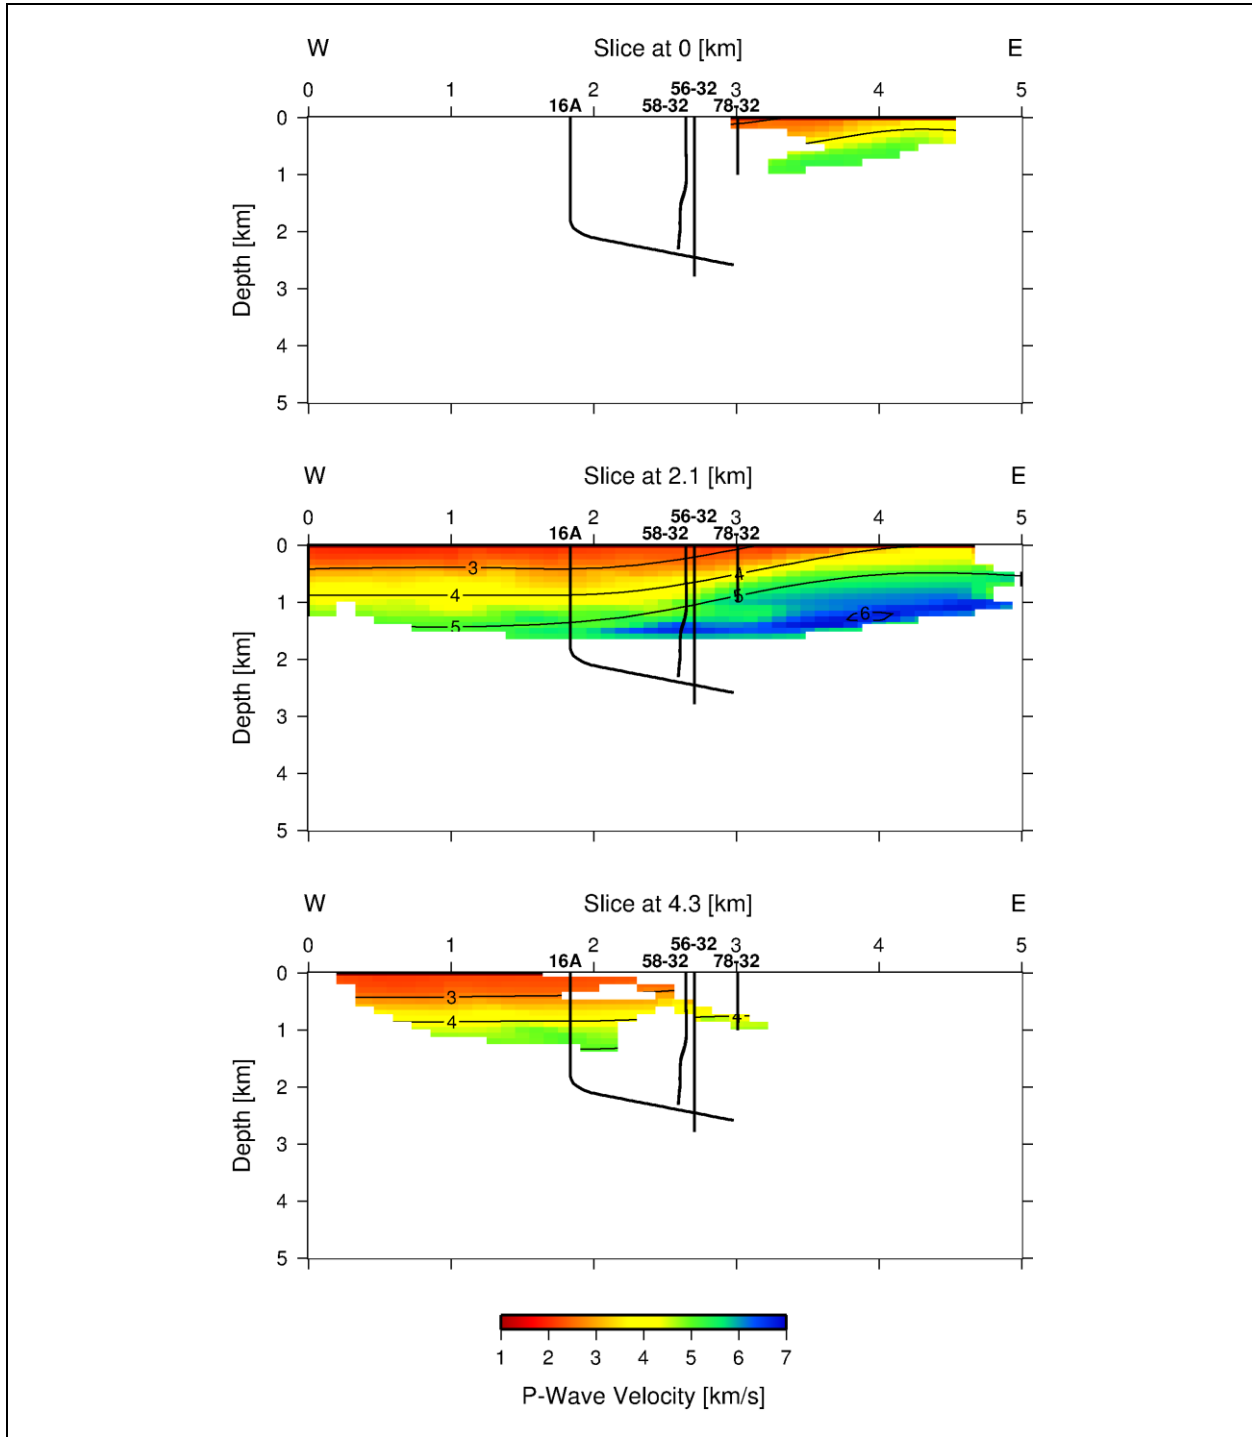 W Slice at 0 [km] E
0 1 2 3 4 5
56-32
16A 58-32 78-32
0
1
2
3
4
5
Depth [km]
W Slice at 2.1 [km] E
0 1 2 3 4 5
56-32
16A 58-32 78-32
0
1
2
3
4
5
Depth [km]
3
4
4
5
5
6
W Slice at 4.3 [km] E
0 1 2 3 4 5
56-32
16A 58-32 78-32
0
1
2
3
4
5
Depth [km]
3
4
4
1 2 3 4 5 6 7
P-Wave Velocity [km/s]